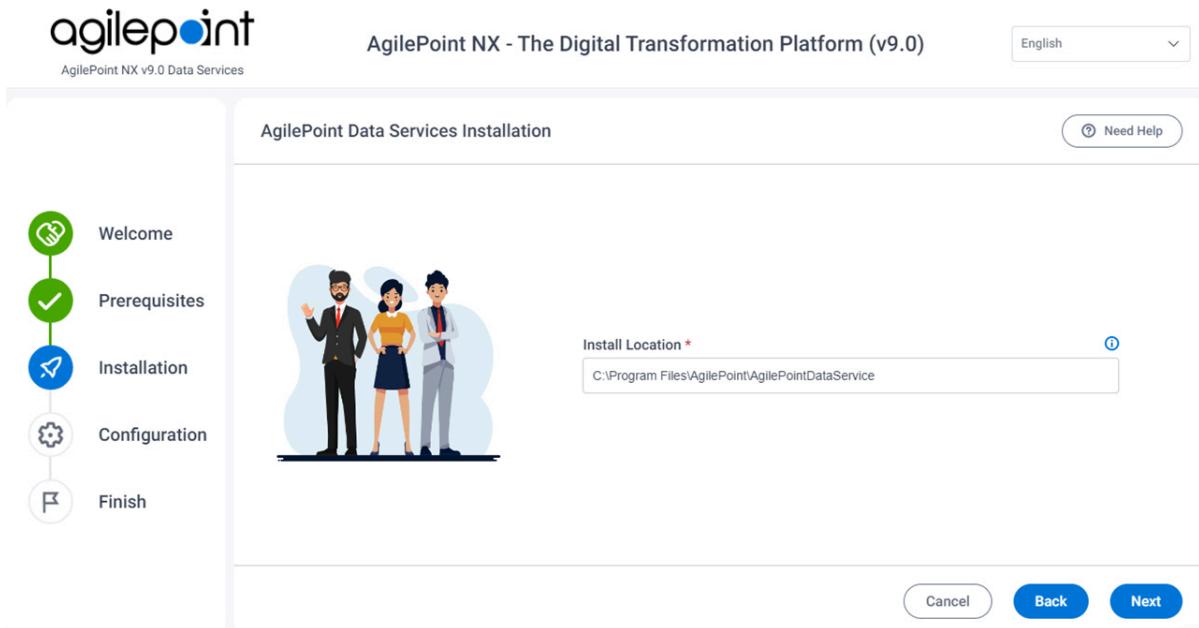 agilepoint
AgilePoint NX v9.0 Data Services
AgilePoint NX - The Digital Transformation Platform (v9.0)
English
AgilePoint Data Services Installation
Need Help
Welcome
Prerequisites
Installation
Configuration
Finish
Install Location *
C:\Program Files\AgilePoint\AgilePointDataService
Cancel
Back
Next